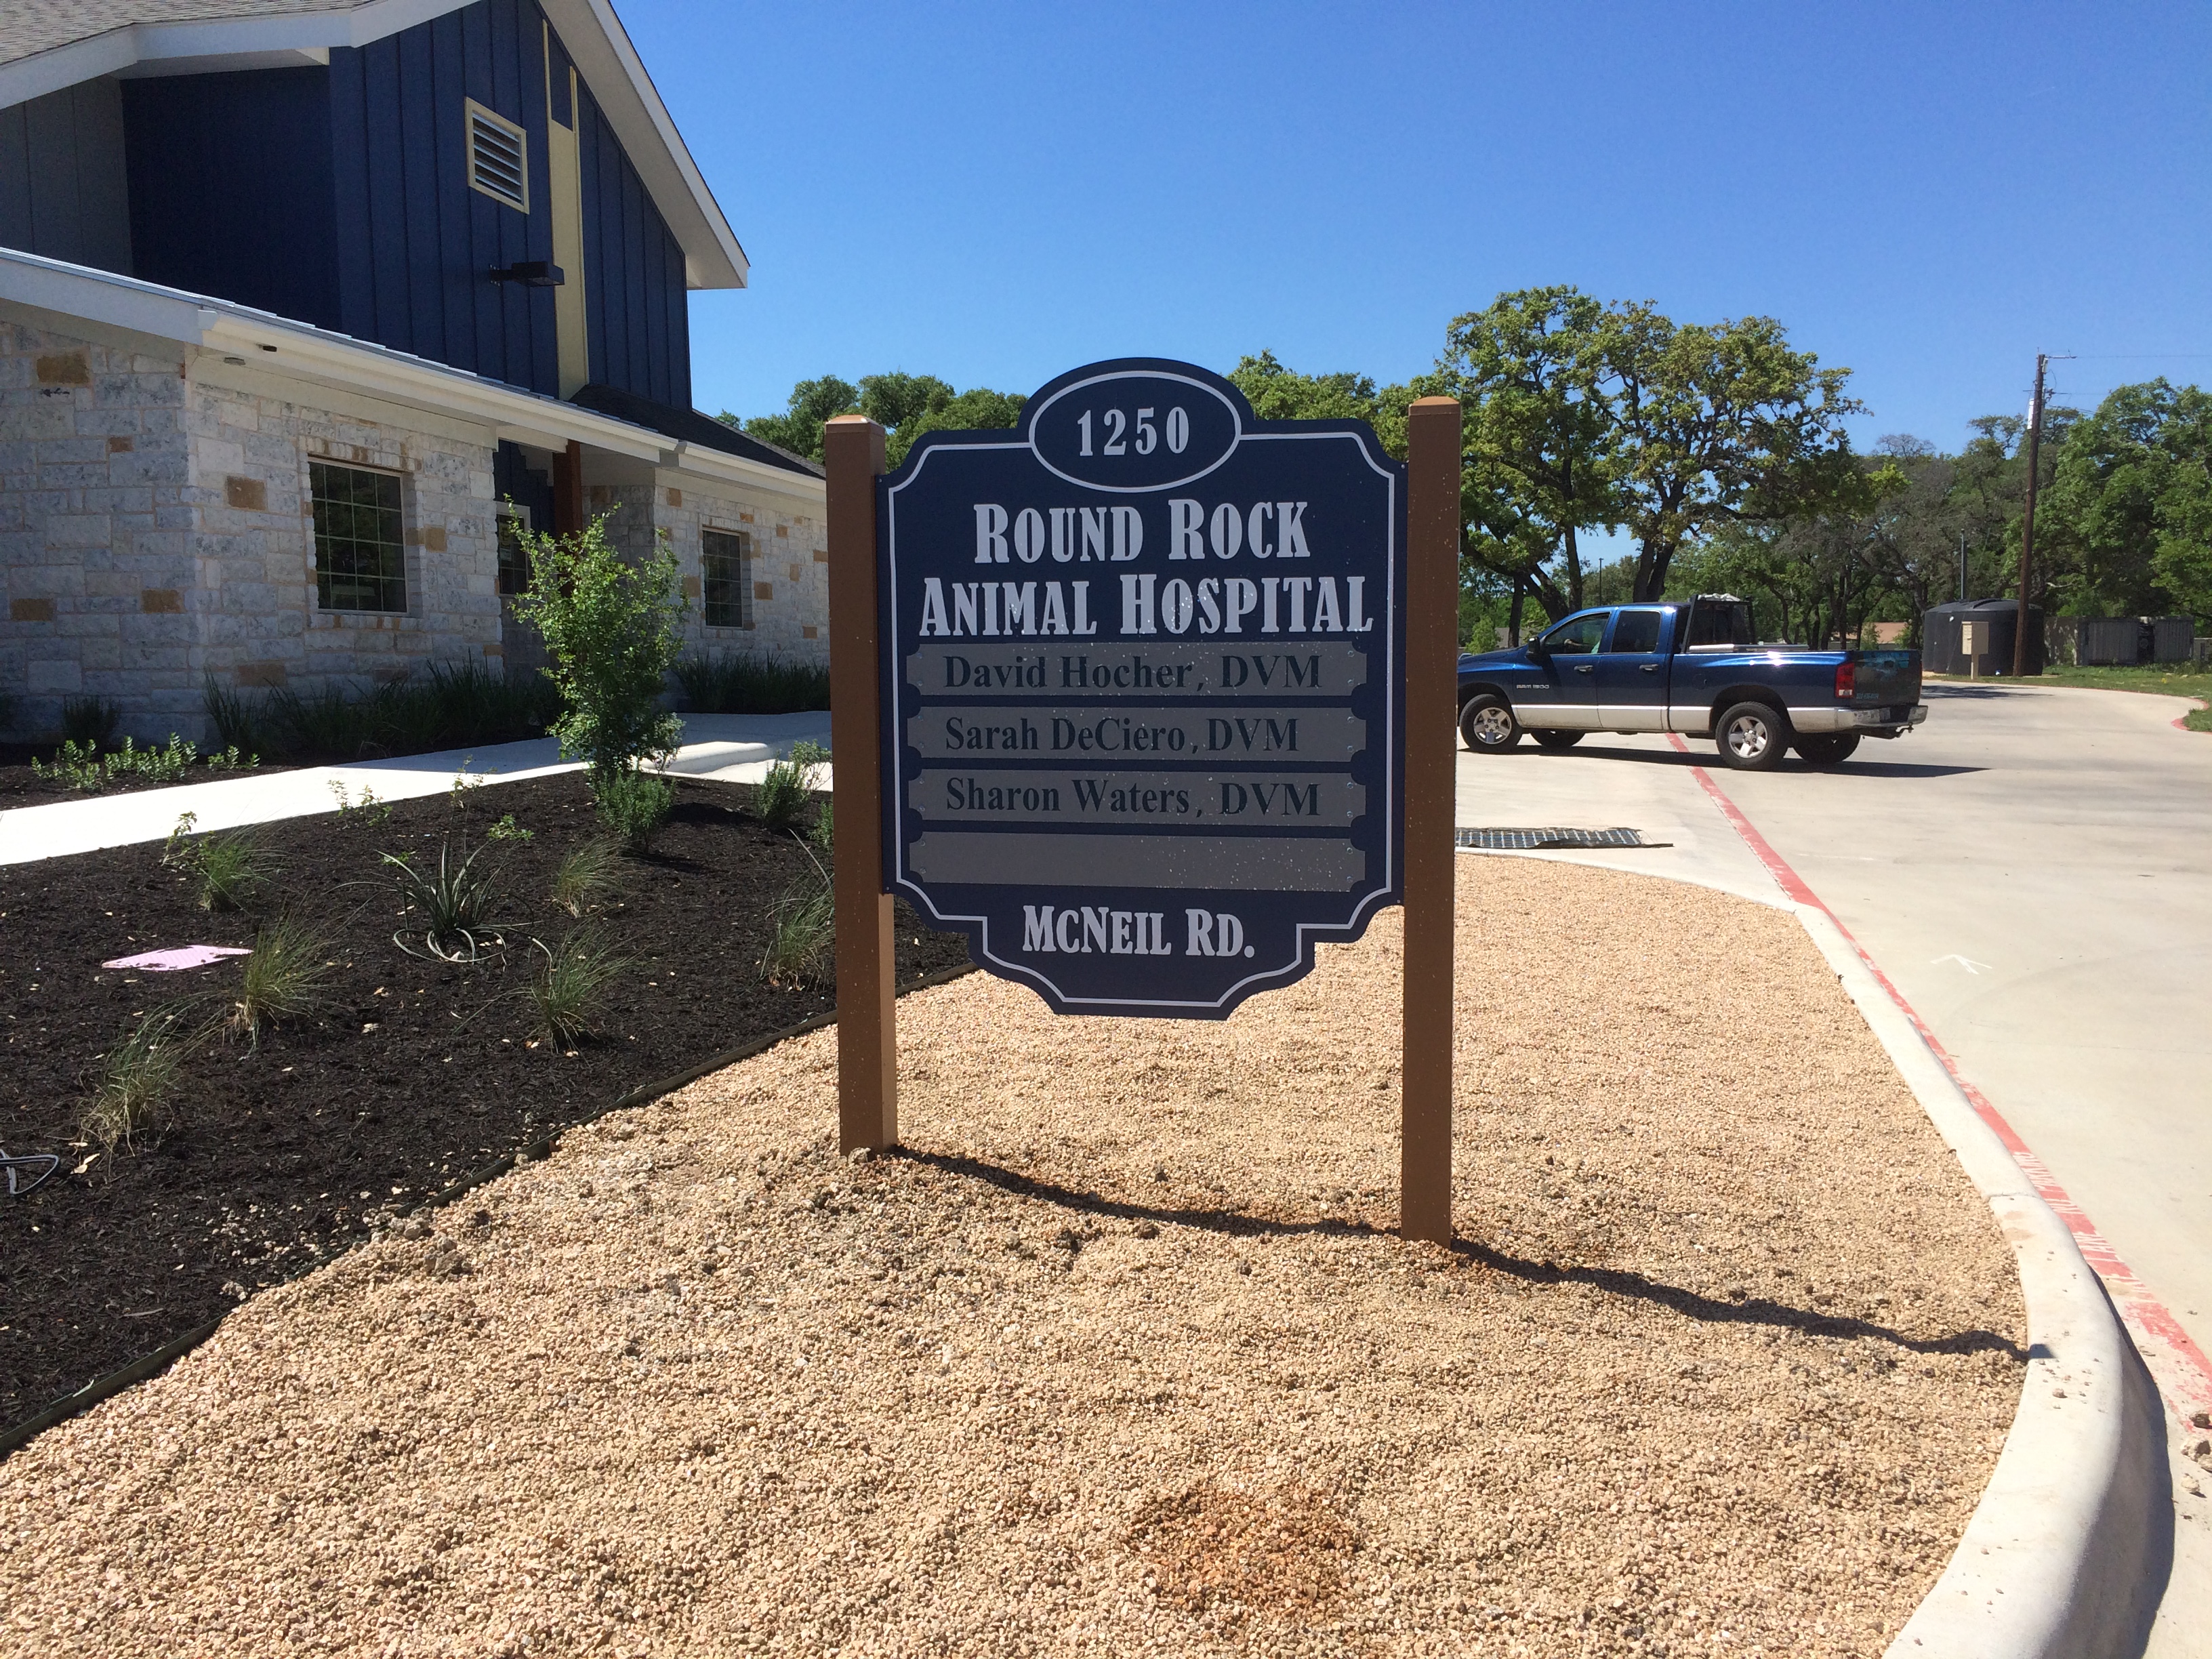 1250
ROUND ROCK
ANIMAL HOSPITAL
David Hocher, DVM
Sarah DeCiero, DVM
Sharon Waters, DVM
MCNEIL RD.